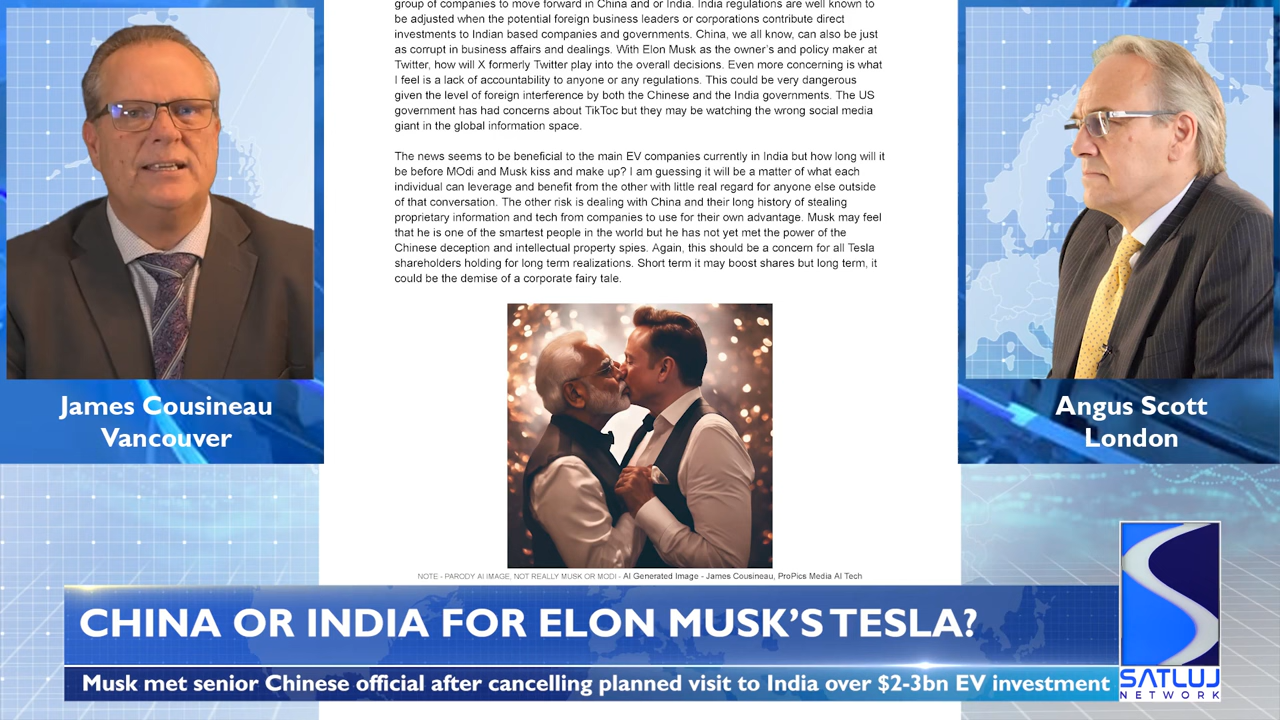 group of companies to move forward in China and or India. India regulations are well known to
be adjusted when the potential foreign business leaders or corporations contribute direct
investments to Indian based companies and governments. China, we all know, can also be just
as corrupt in business affairs and dealings. With Elon Musk as the owner's and policy maker at
Twitter, how will X formerly Twitter play into the overall decisions. Even more concerning is what
I feel is a lack of accountability to anyone or any regulations. This could be very dangerous
given the level of foreign interference by both the Chinese and the India governments. The US
government has had concerns about TikToc but they may be watching the wrong social media
giant in the global information space.
The news seems to be beneficial to the main EV companies currently in India but how long will it
be before MOdi and Musk kiss and make up? I am guessing it will be a matter of what each
individual can leverage and benefit from the other with little real regard for anyone else outside
of that conversation. The other risk is dealing with China and their long history of stealing
proprietary information and tech from companies to use for their own advantage. Musk may feel
that he is one of the smartest people in the world but he has not yet met the power of the
Chinese deception and intellectual property spies. Again, this should be a concern for all Tesla
shareholders holding for long term realizations. Short term it may boost shares but long term, it
could be the demise of a corporate fairy tale.
James Cousineau
Vancouver
Angus Scott
London
NOTE - PARODY AI IMAGE, NOT REALLY MUSK OR MODI - AI Generated Image - James Cousineau, ProPics Media AI Tech
CHINA OR INDIA FOR ELON MUSK'S TESLA?
Musk met senior Chinese official after cancelling planned visit to India over $2-3bn EV investment
SATLUJ
NETWORK